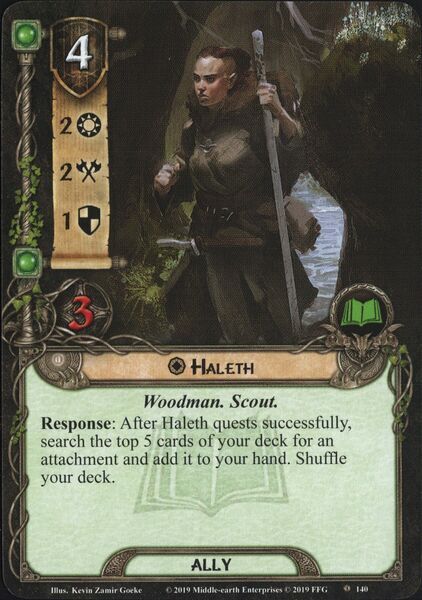 4
2
2
1
3
Haleth
Woodman. Scout.
Response: After Haleth quests successfully,
search the top 5 cards of your deck for an
attachment and add it to your hand. Shuffle
your deck.
ALLY
Illus. Kevin Zamir Goeke © 2019 Middle-earth Enterprises © 2019 FFG 140